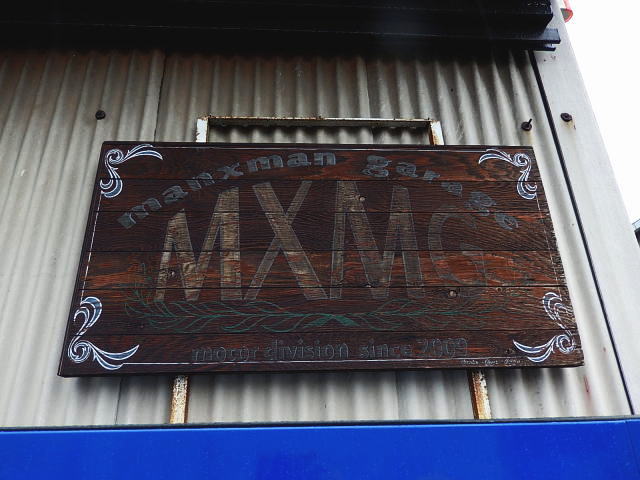 manxman garage
MXMG
motor division since 2009